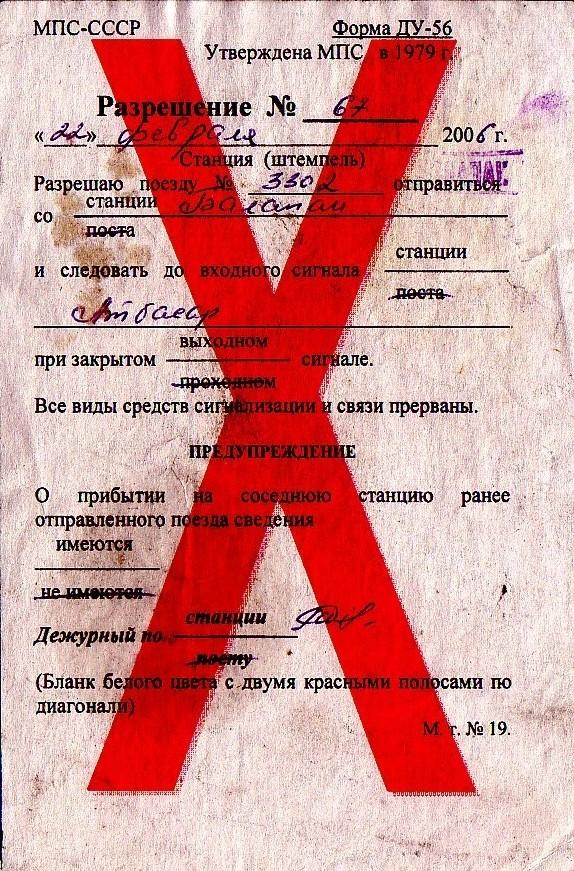 МПС-СССР
Форма ДУ-56
Утверждена МПС в 1979 г.
Разрешение № 67
«22» февраля 2006 г.
Станция (штемпель)
Разрешаю поезду № 3302 отправиться
со станции Балапан
поста
и следовать до входного сигнала станции
поста
Атбасар
при закрытом выходном сигнале.
проходном
Все виды средств сигнализации и связи прерваны.
ПРЕДУПРЕЖДЕНИЕ
О прибытии на соседнюю станцию ранее
отправленного поезда сведения
имеются
не имеются
Дежурный по станции
посту
(Бланк белого цвета с двумя красными полосами по
диагонали)
М. т. № 19.